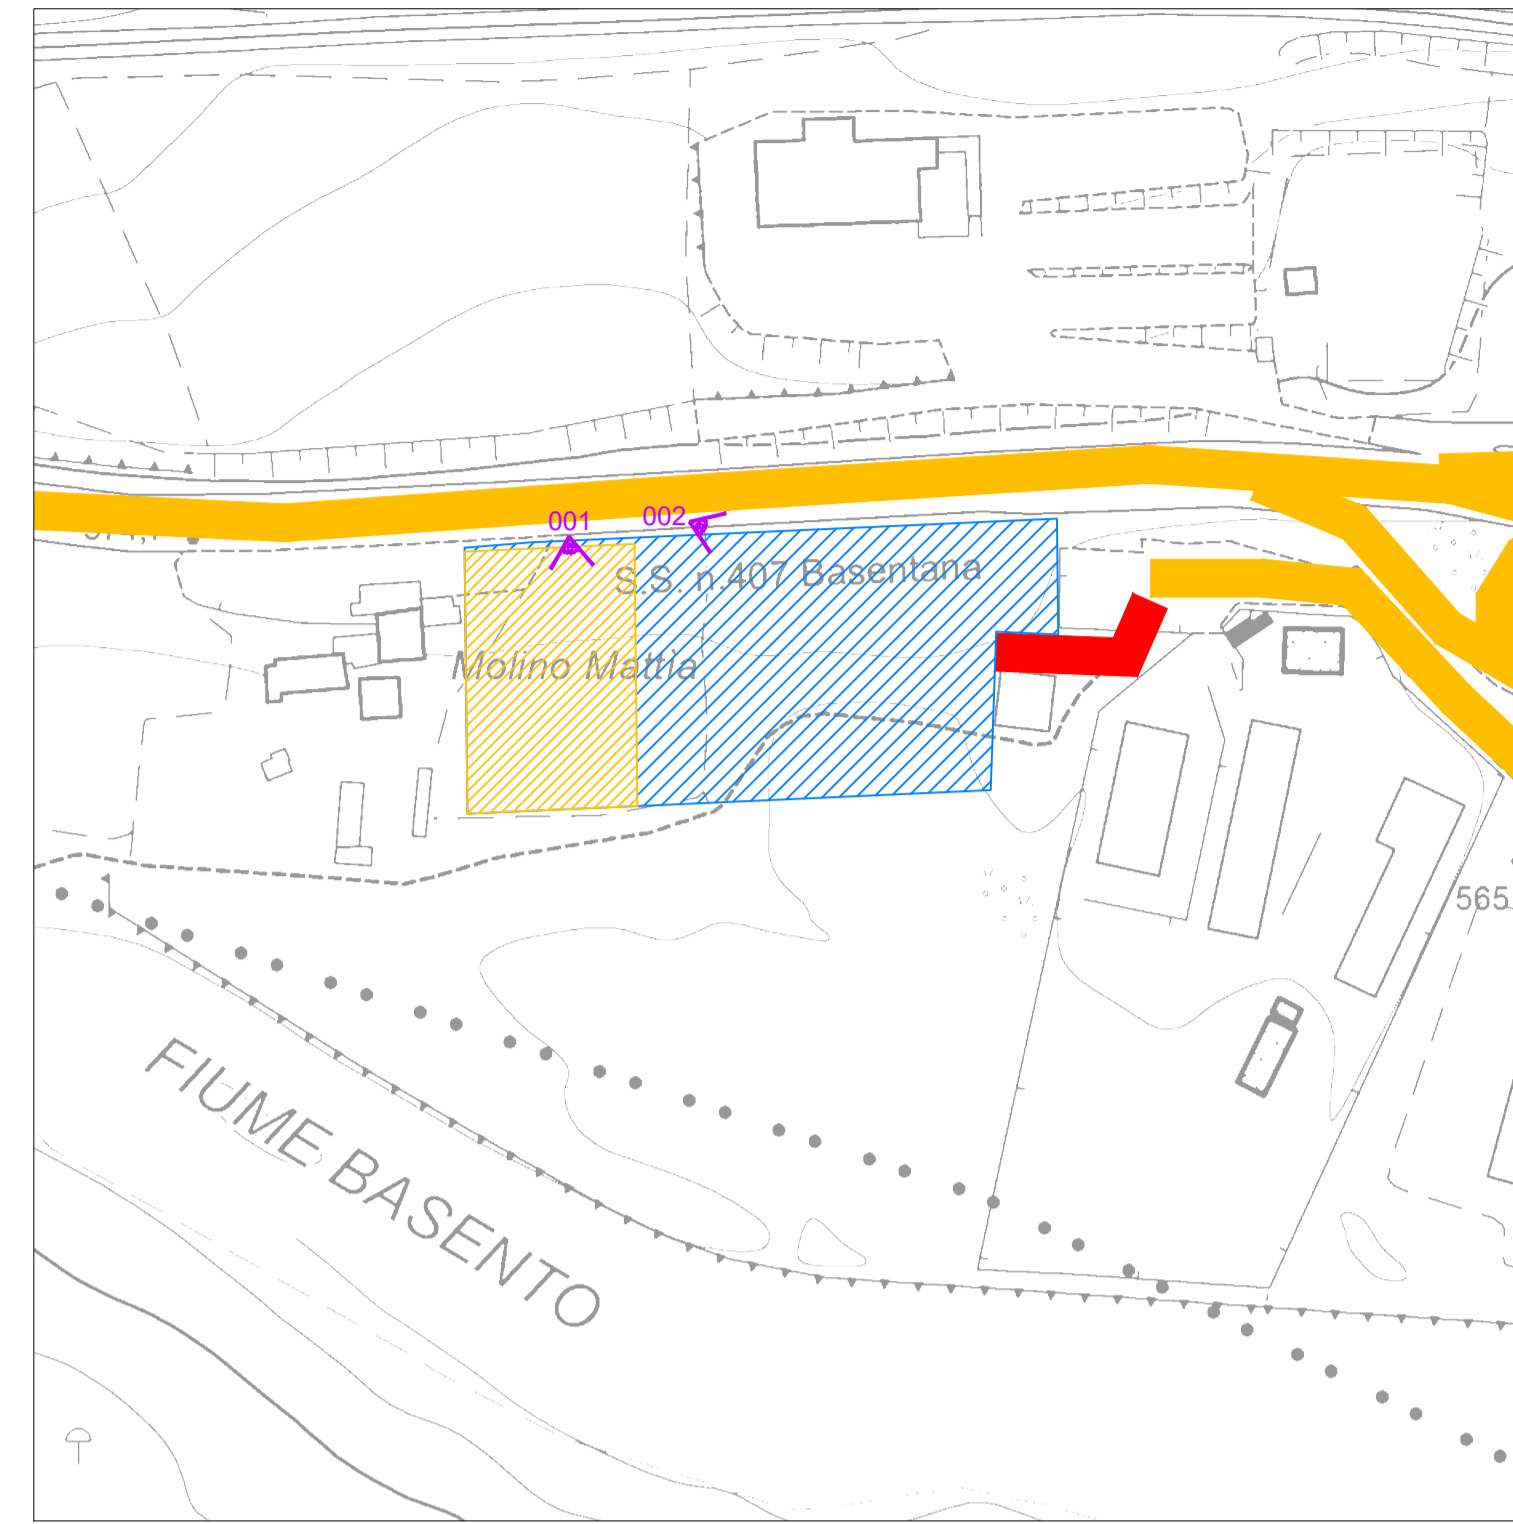 001
002
S.S. n.407 Basentana
Molino Mattia
565
FIUME BASENTO